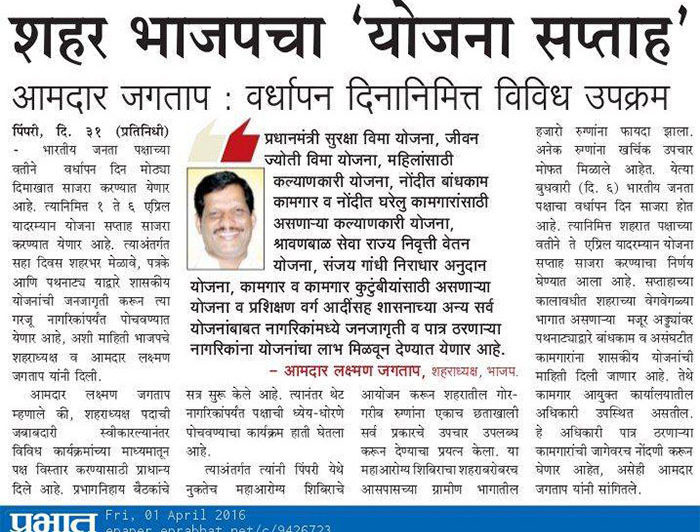 शहर भाजपचा ‘योजना सप्ताह’
आमदार जगताप : वर्धापन दिनानिमित्त विविध उपक्रम
पिंपरी, दि. ३१ (प्रतिनिधी)
- भारतीय जनता पक्षाच्या
वतीने वर्धापन दिन मोठ्या
दिमाखात साजरा करण्यात येणार
आहे. त्यानिमित्त १ ते ६ एप्रिल
यादरम्यान योजना सप्ताह साजरा
करण्यात येणार आहे. त्याअंतर्गत
सहा दिवस शहरभर मेळावे, पत्रके
आणि पथनाट्य याद्वारे शासकीय
योजनांची जनजागृती करून त्या
गरजू नागरिकांपर्यंत पोचवण्यात
येणार आहे, अशी माहिती भाजपचे
शहराध्यक्ष व आमदार लक्ष्मण
जगताप यांनी दिली.
आमदार लक्ष्मण जगताप
म्हणाले की, शहराध्यक्ष पदाची
जबाबदारी स्वीकारल्यानंतर
विविध कार्यक्रमांच्या माध्यमातून
पक्ष विस्तार करण्यासाठी प्राधान्य
दिले आहे. प्रभागनिहाय बैठकांचे
प्रधानमंत्री सुरक्षा विमा योजना, जीवन
ज्योती विमा योजना, महिलांसाठी
कल्याणकारी योजना, नोंदीत बांधकाम
कामगार व नोंदीत घरेलु कामगारांसाठी
असणाऱ्या कल्याणकारी योजना,
श्रावणबाळ सेवा राज्य निवृत्ती वेतन
योजना, संजय गांधी निराधार अनुदान
योजना, कामगार व कामगार कुटुंबीयांसाठी असणाऱ्या
योजना व प्रशिक्षण वर्ग आदींसह शासनाच्या अन्य सर्व
योजनांबाबत नागरिकांमध्ये जनजागृती व पात्र ठरणाऱ्या
नागरिकांना योजनांचा लाभ मिळवून देण्यात येणार आहे.
– आमदार लक्ष्मण जगताप, शहराध्यक्ष, भाजप.
सत्र सुरू केले आहे. त्यानंतर थेट
नागरिकांपर्यंत पक्षाची ध्येय-धोरणे
पोचवण्याचा कार्यक्रम हाती घेतला
आहे.
त्याअंतर्गत त्यांनी पिंपरी येथे
नुकतेच महाआरोग्य शिबिराचे
आयोजन करून शहरातील गोर-
गरीब रुग्णांना एकाच छताखाली
सर्व प्रकारचे उपचार उपलब्ध
करून देण्याचा प्रयत्न केला. या
महाआरोग्य शिबिराचा शहराबरोबरच
आसपासच्या ग्रामीण भागातील
हजारो रुग्णांना फायदा झाला.
अनेक रुग्णांना खर्चिक उपचार
मोफत मिळाले आहेत. येत्या
बुधवारी (दि. ६) भारतीय जनता
पक्षाचा वर्धापन दिवस साजरा होत
आहे. त्यानिमित्त शहरात पक्षाच्या
वतीने ते एप्रिल यादरम्यान योजना
सप्ताह साजरा करण्याचा निर्णय
घेण्यात आला आहे. सप्ताहाच्या
कालावधीत शहराच्या वेगवेगळ्या
भागात असणाऱ्या मजूर अड्ड्यांवर
पथनाट्याद्वारे बांधकाम व असंघटीत
कामगारांना शासकीय योजनांची
माहिती दिली जाणार आहे. तेथे
कामगार आयुक्त कार्यालयातील
अधिकारी उपस्थित असतील.
हे अधिकारी पात्र ठरणाऱ्या
कामगारांची जागेवरच नोंदणी करून
घेणार आहेत, असेही आमदार
जगताप यांनी सांगितले.
प्रभात
Fri, 01 April 2016
epaper.eprabhat.net/c/9426723